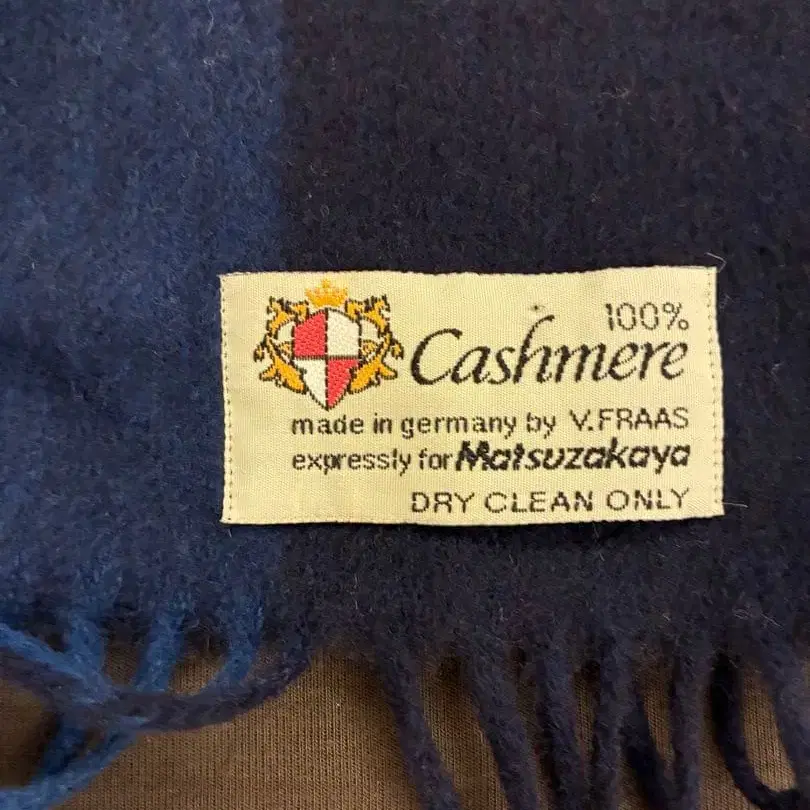 100%
Cashmere
made in germany by V.FRAAS
expressly for Matsuzakaya
DRY CLEAN ONLY